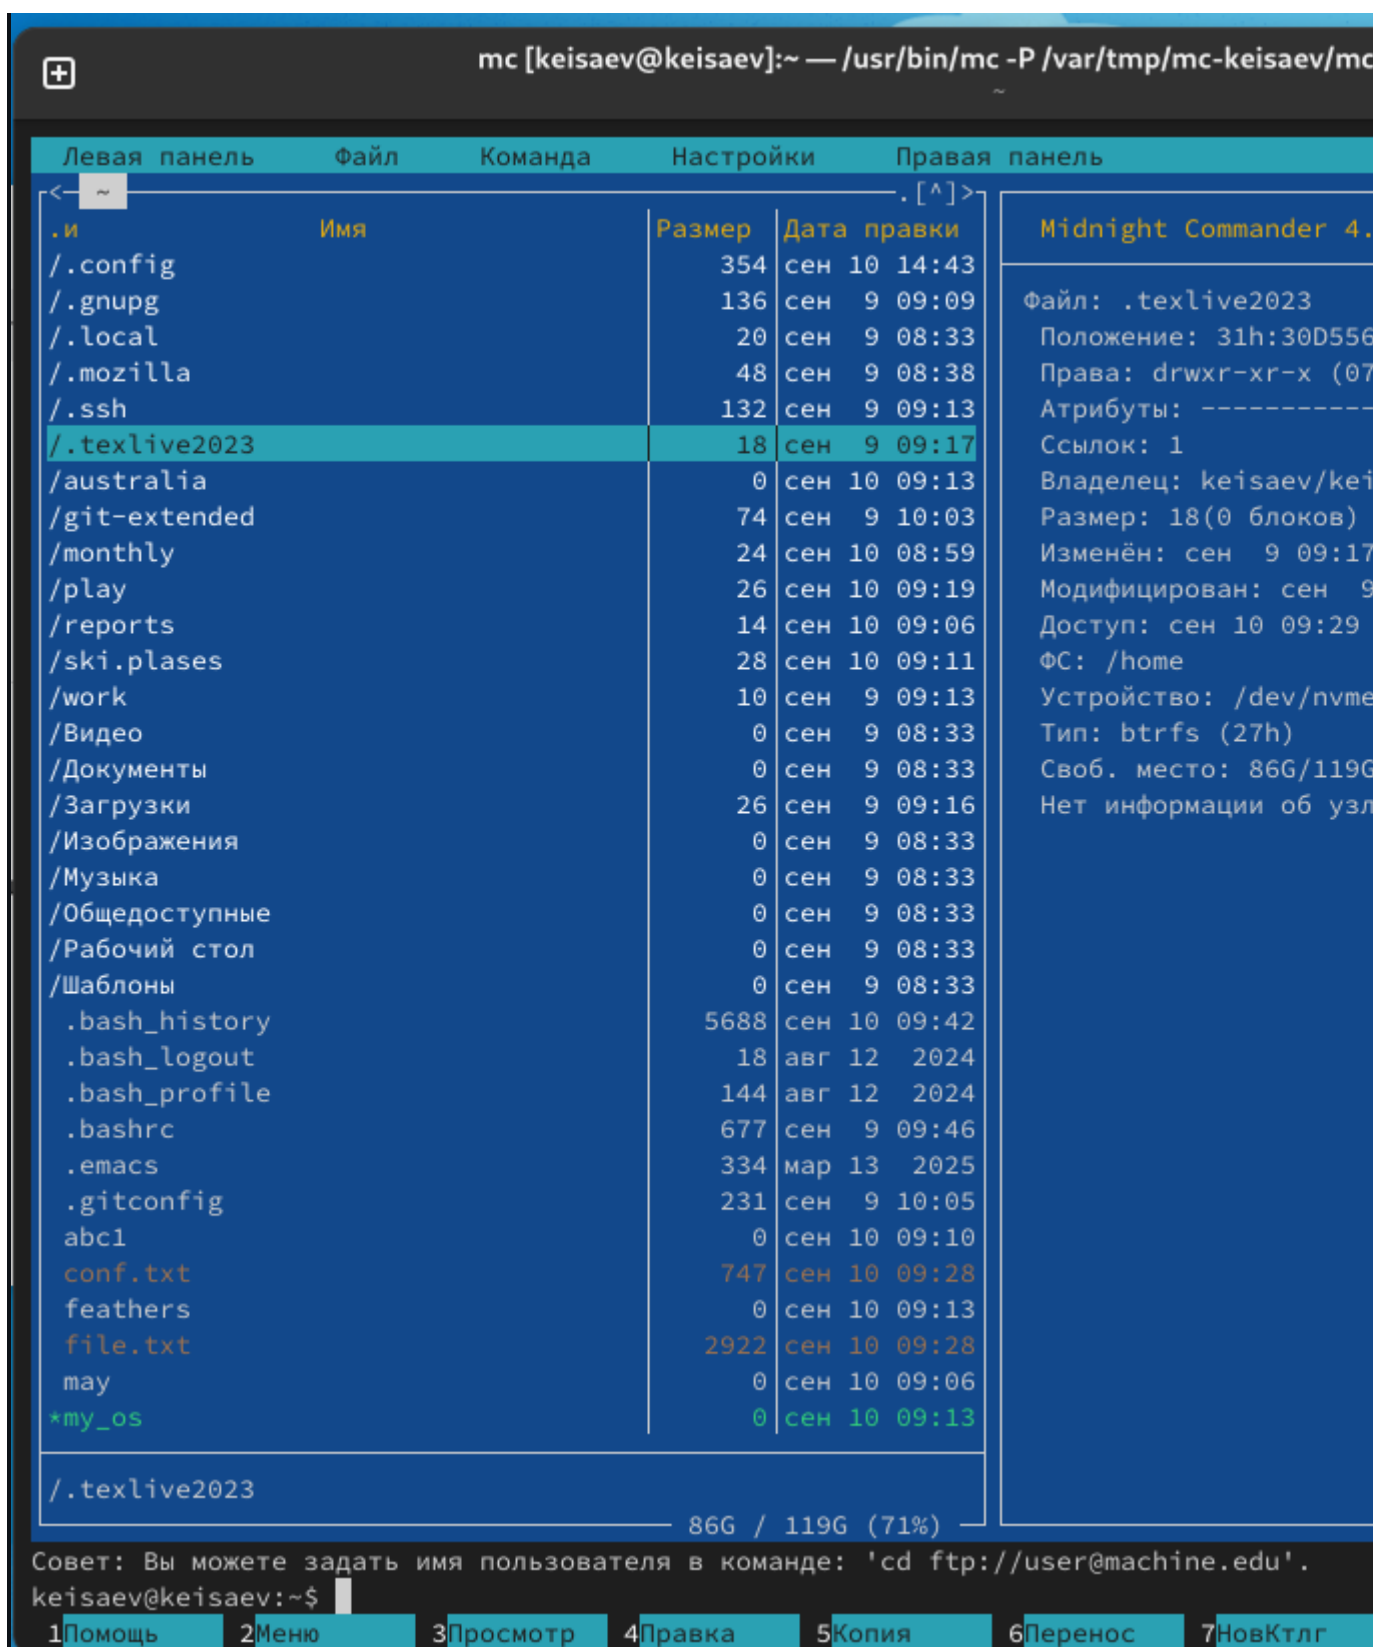 mc [keisaev@keisaev]:~ — /usr/bin/mc -P /var/tmp/mc-keisaev/mc
~
Левая панель Файл Команда Настройки Правая панель
<─ ~ .[^]>
.и Имя Размер Дата правки
/.config 354 сен 10 14:43
/.gnupg 136 сен 9 09:09
/.local 20 сен 9 08:33
/.mozilla 48 сен 9 08:38
/.ssh 132 сен 9 09:13
/.texlive2023 18 сен 9 09:17
/australia 0 сен 10 09:13
/git-extended 74 сен 9 10:03
/monthly 24 сен 10 08:59
/play 26 сен 10 09:19
/reports 14 сен 10 09:06
/ski.plases 28 сен 10 09:11
/work 10 сен 9 09:13
/Видео 0 сен 9 08:33
/Документы 0 сен 9 08:33
/Загрузки 26 сен 9 09:16
/Изображения 0 сен 9 08:33
/Музыка 0 сен 9 08:33
/Общедоступные 0 сен 9 08:33
/Рабочий стол 0 сен 9 08:33
/Шаблоны 0 сен 9 08:33
.bash_history 5688 сен 10 09:42
.bash_logout 18 авг 12 2024
.bash_profile 144 авг 12 2024
.bashrc 677 сен 9 09:46
.emacs 334 мар 13 2025
.gitconfig 231 сен 9 10:05
abc1 0 сен 10 09:10
conf.txt 747 сен 10 09:28
feathers 0 сен 10 09:13
file.txt 2922 сен 10 09:28
may 0 сен 10 09:06
*my_os 0 сен 10 09:13
/.texlive2023
86G / 119G (71%)
Midnight Commander 4.
Файл: .texlive2023
Положение: 31h:30D556
Права: drwxr-xr-x (07
Атрибуты: -----------
Ссылок: 1
Владелец: keisaev/kei
Размер: 18(0 блоков)
Изменён: сен 9 09:17
Модифицирован: сен 9
Доступ: сен 10 09:29
ФС: /home
Устройство: /dev/nvme
Тип: btrfs (27h)
Своб. место: 86G/119G
Нет информации об узл
Совет: Вы можете задать имя пользователя в команде: 'cd ftp://user@machine.edu'.
keisaev@keisaev:~$
1Помощь 2Меню 3Просмотр 4Правка 5Копия 6Перенос 7НовКтлг